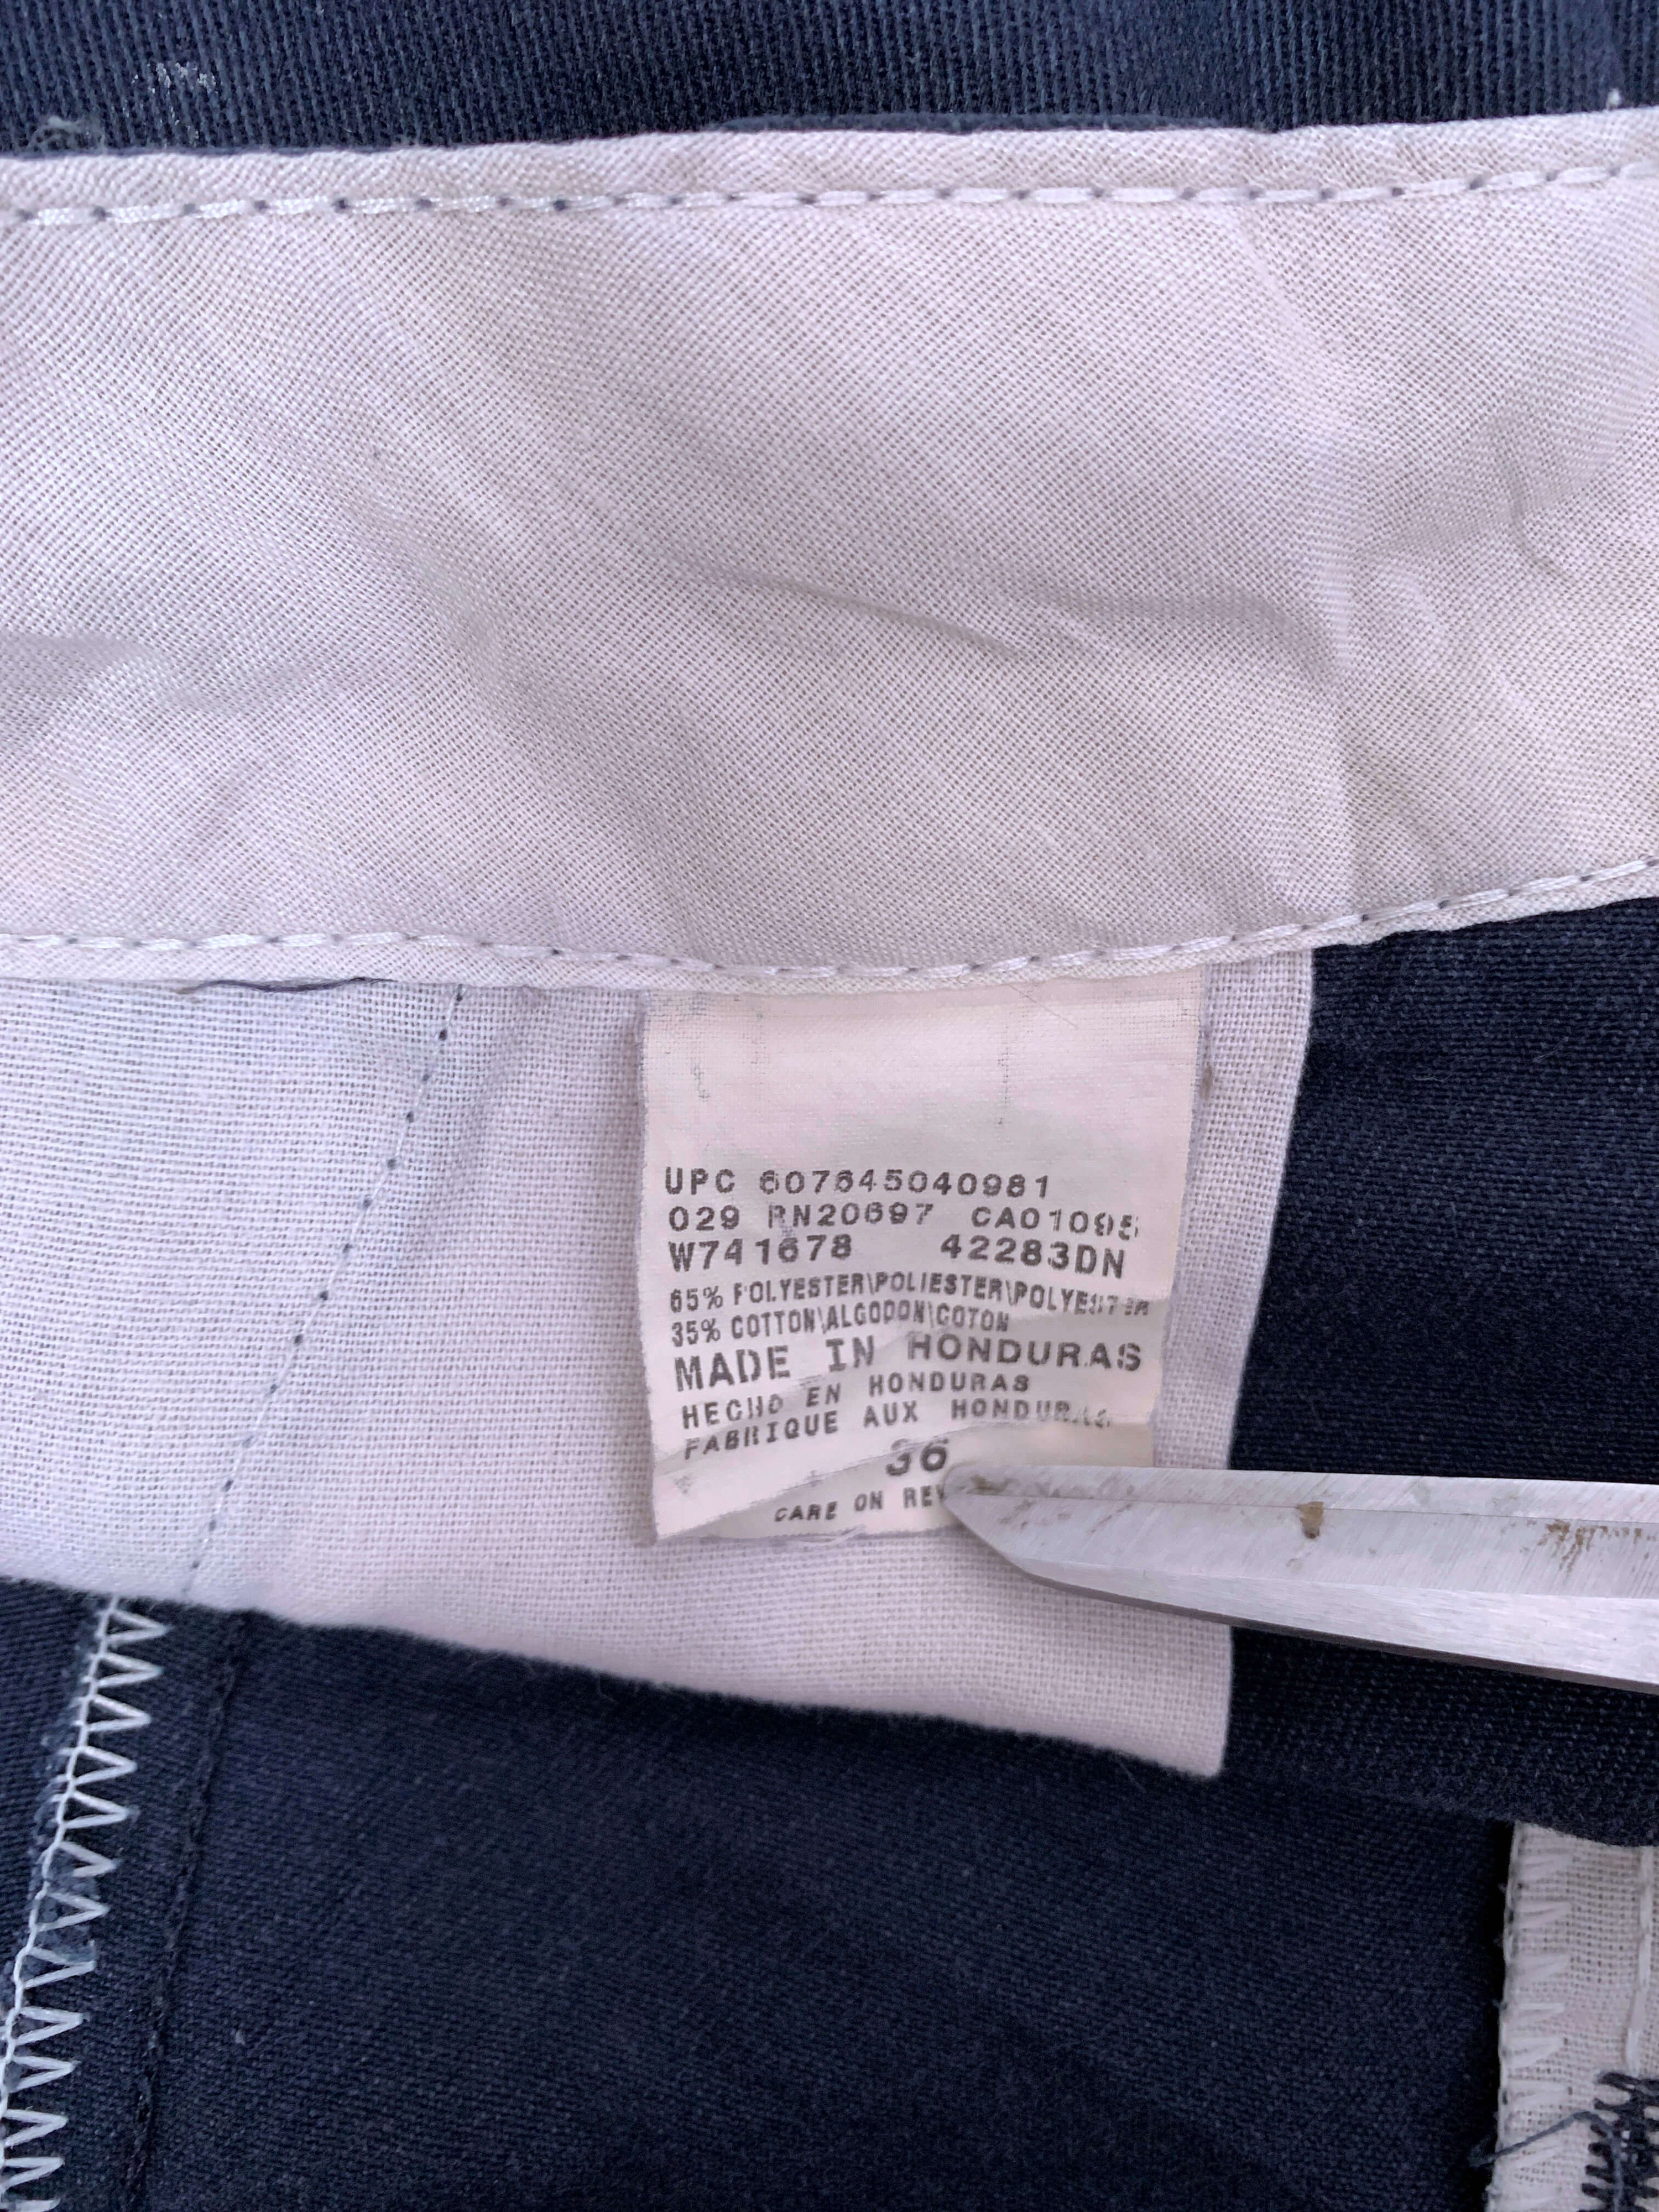 UPC 607645040981
029 RN20697 CA01095
W741678 42283DN
65% POLYESTER\POLIESTER\POLYESTER
35% COTTON\ALGODON\COTON
MADE IN HONDURAS
HECHO EN HONDURAS
FABRIQUE AUX HONDURAS
36
CARE ON